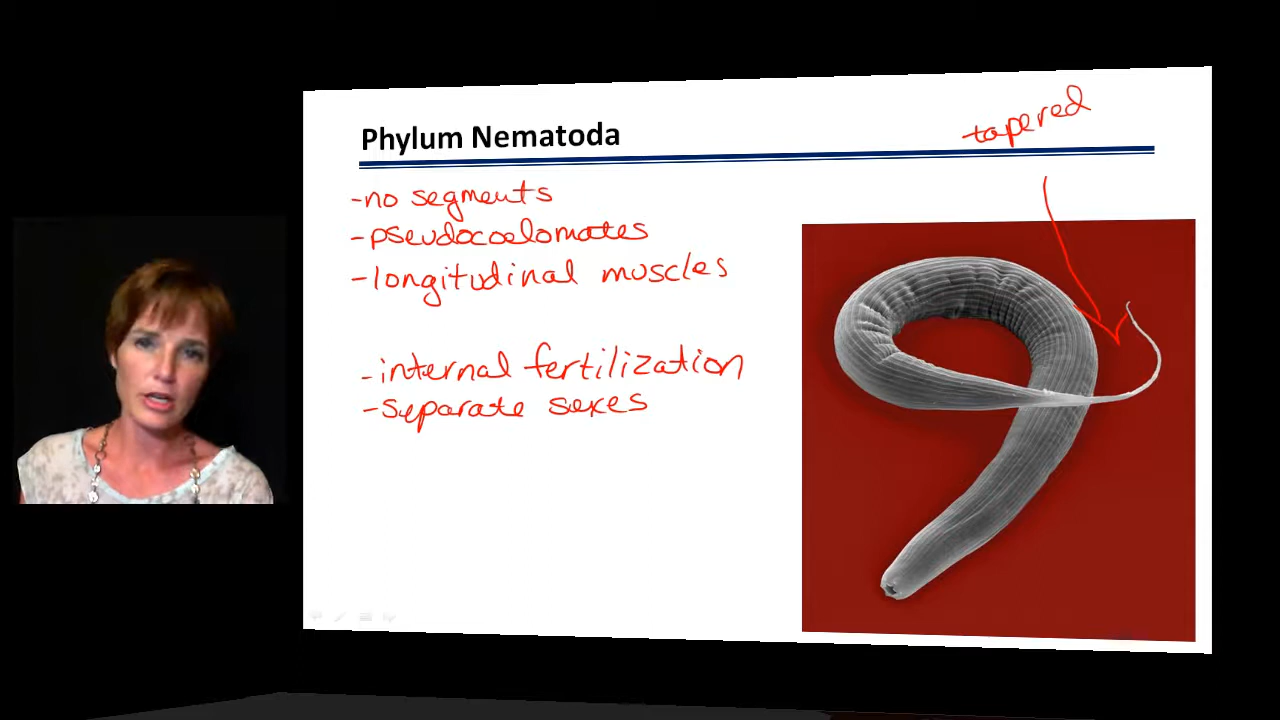 Phylum Nematoda
tapered
-no segments
-pseudocoelomates
-longitudinal muscles
-internal fertilization
-separate sexes